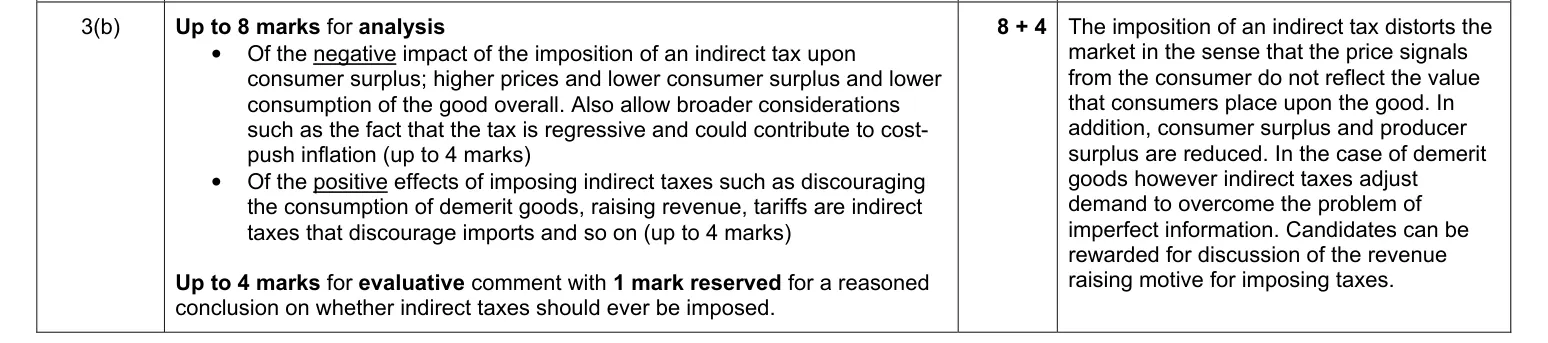 3(b)
Up to 8 marks for analysis
• Of the negative impact of the imposition of an indirect tax upon
consumer surplus; higher prices and lower consumer surplus and lower
consumption of the good overall. Also allow broader considerations
such as the fact that the tax is regressive and could contribute to cost-
push inflation (up to 4 marks)
• Of the positive effects of imposing indirect taxes such as discouraging
the consumption of demerit goods, raising revenue, tariffs are indirect
taxes that discourage imports and so on (up to 4 marks)
Up to 4 marks for evaluative comment with 1 mark reserved for a reasoned
conclusion on whether indirect taxes should ever be imposed.
8 + 4
The imposition of an indirect tax distorts the
market in the sense that the price signals
from the consumer do not reflect the value
that consumers place upon the good. In
addition, consumer surplus and producer
surplus are reduced. In the case of demerit
goods however indirect taxes adjust
demand to overcome the problem of
imperfect information. Candidates can be
rewarded for discussion of the revenue
raising motive for imposing taxes.